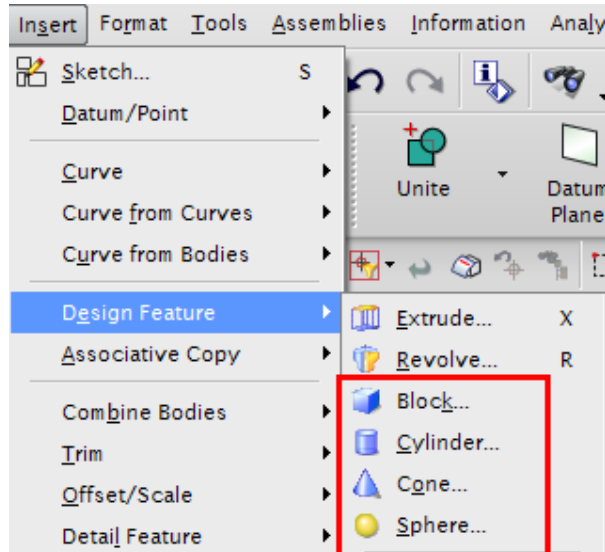 Insert Format Tools Assemblies Information Analy
Sketch... S
Datum/Point
Unite
Datum
Plane
Curve
Curve from Curves
Curve from Bodies
Design Feature
Extrude... X
Associative Copy
Revolve... R
Block...
Combine Bodies
Cylinder...
Trim
Cone...
Offset/Scale
Sphere...
Detail Feature